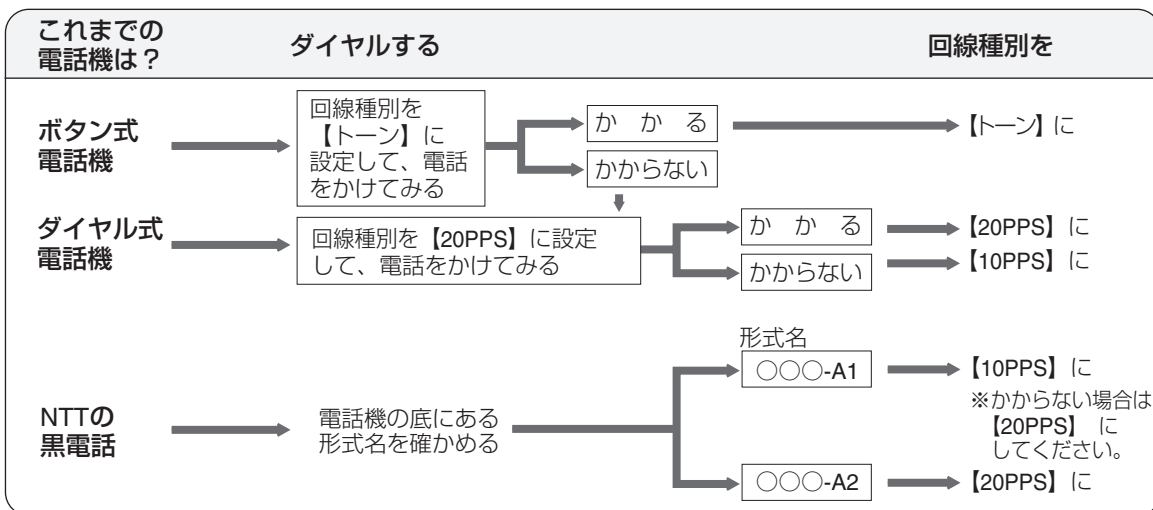 これまでの
電話機は？
ダイヤルする
回線種別を
ボタン式
電話機
回線種別を
【トーン】に
設定して、電話
をかけてみる
かかる
かからない
【トーン】に
ダイヤル式
電話機
回線種別を【20PPS】に設定
して、電話をかけてみる
かかる
かからない
【20PPS】に
【10PPS】に
NTTの
黒電話
電話機の底にある
形式名を確かめる
形式名
○○○-A1
【10PPS】に
※かからない場合は
【20PPS】に
してください。
○○○-A2
【20PPS】に